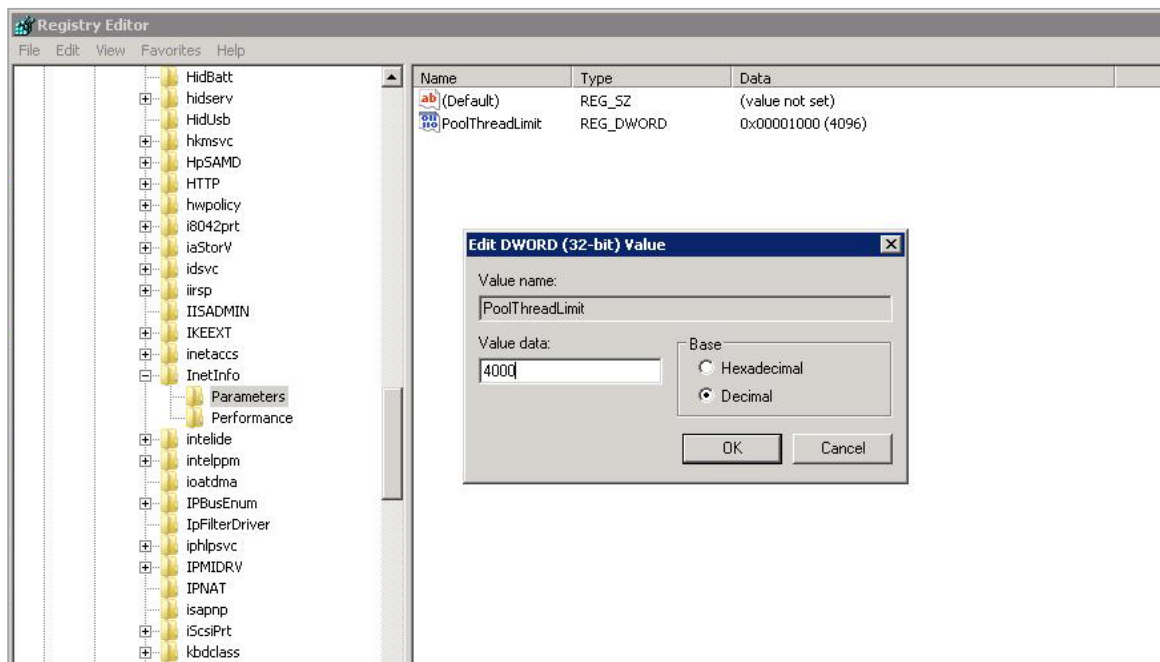 Registry Editor
File Edit View Favorites Help
HidBatt
hidserv
HidUsb
hkmsvc
HpSAMD
HTTP
hwpolicy
i8042prt
iaStorV
idsvc
iirsp
IISADMIN
IKEEXT
inetaccs
InetInfo
Parameters
Performance
intelide
intelppm
ioatdma
IPBusEnum
IpFilterDriver
iphlpsvc
IPMIDRV
IPNAT
isapnp
iScsiPrt
kbdclass
Name Type Data
(Default) REG_SZ (value not set)
PoolThreadLimit REG_DWORD 0x00001000 (4096)
Edit DWORD (32-bit) Value
Value name:
PoolThreadLimit
Value data:
4000
Base
Hexadecimal
Decimal
OK Cancel